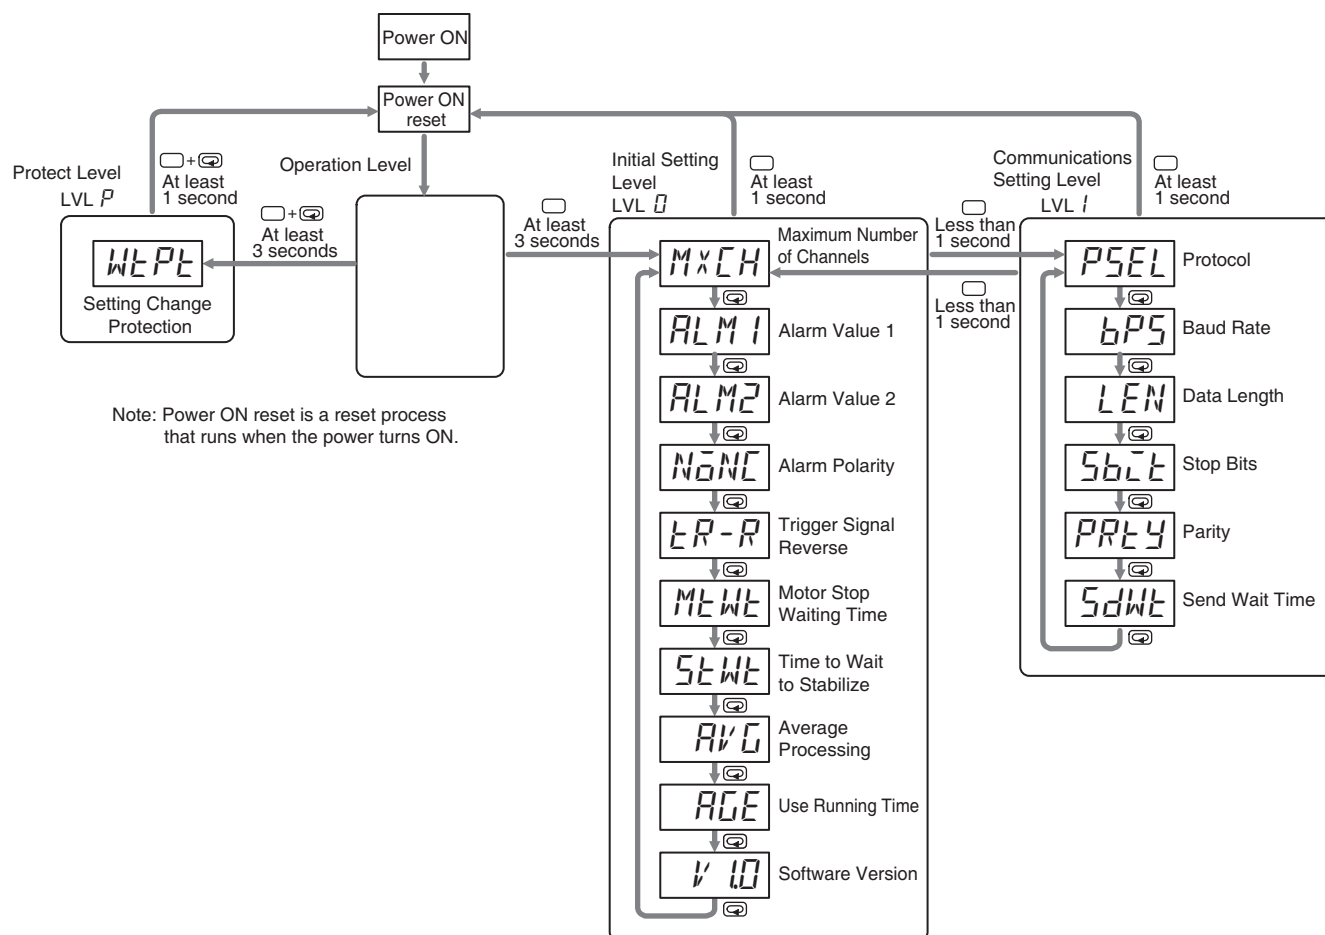 Power ON
Power ON
reset
Protect Level
LVL P
+
At least
1 second
Operation Level
+
At least
3 seconds
WtPt
Setting Change
Protection
At least
3 seconds
Note: Power ON reset is a reset process
that runs when the power turns ON.
Initial Setting
Level
LVL 0
At least
1 second
MxCH
Maximum Number
of Channels
ALM1
Alarm Value 1
ALM2
Alarm Value 2
NoNC
Alarm Polarity
tR-R
Trigger Signal
Reverse
MtWt
Motor Stop
Waiting Time
StWt
Time to Wait
to Stabilize
AVG
Average
Processing
AGE
Use Running Time
V 1.0
Software Version
Less than
1 second
Less than
1 second
Communications
Setting Level
LVL 1
At least
1 second
PSEL
Protocol
bPS
Baud Rate
LEN
Data Length
Sbit
Stop Bits
PRtY
Parity
SdWt
Send Wait Time